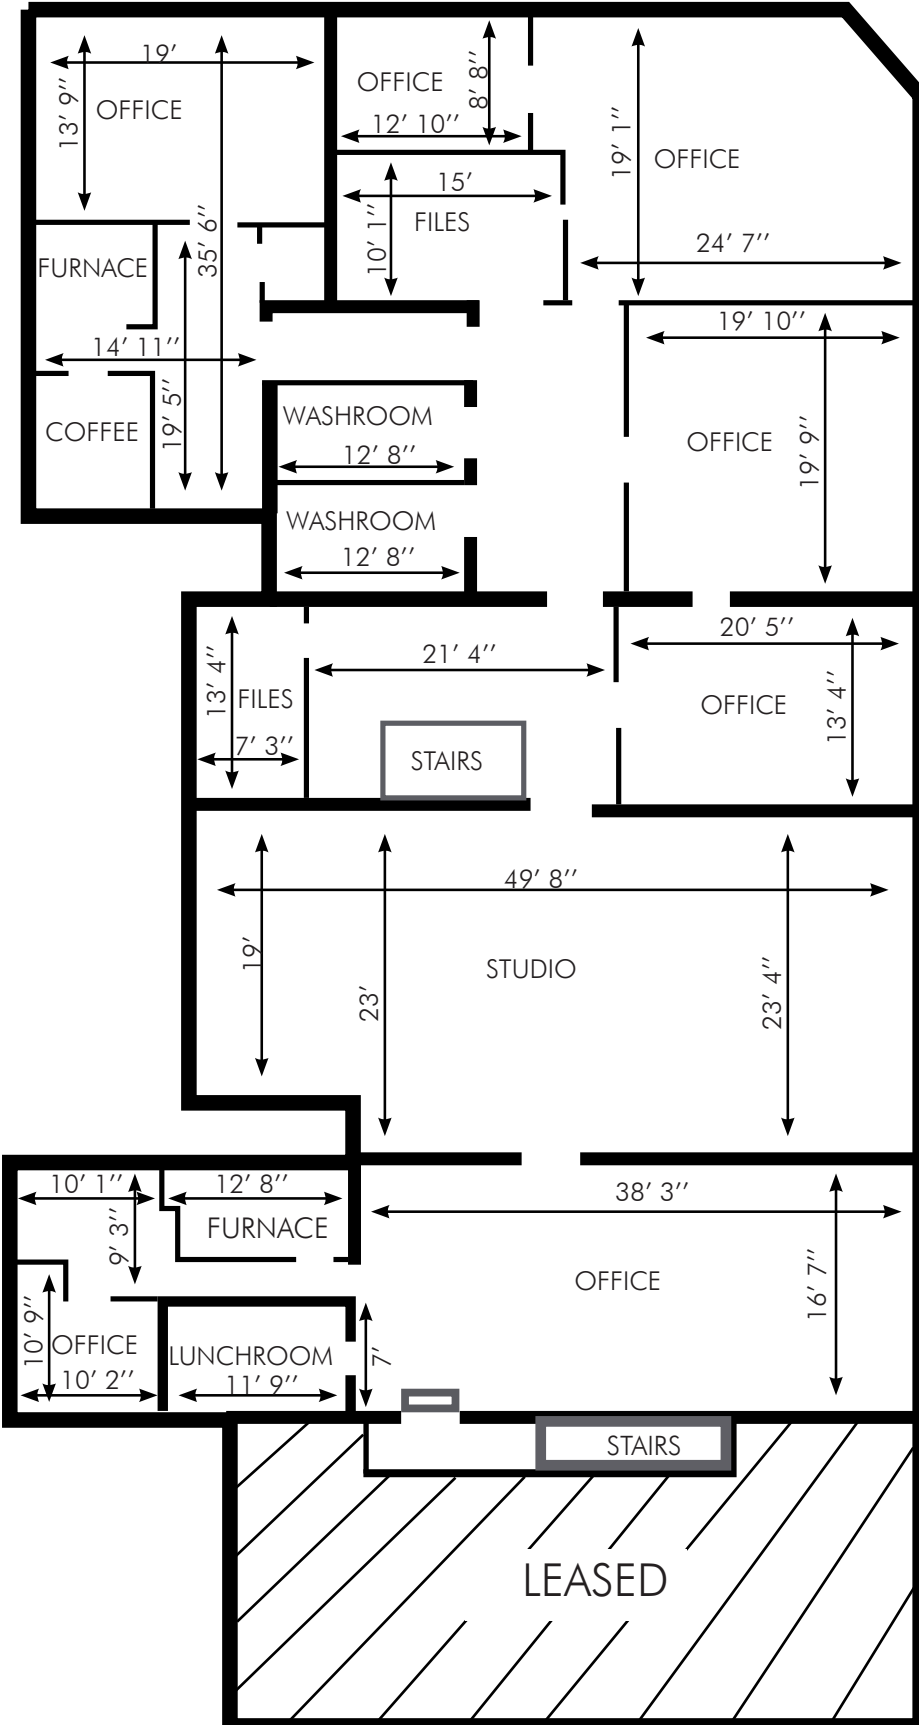 19’
13’ 9’’
OFFICE
35’ 6’’
OFFICE
8’ 8’’
12’ 10’’
19’ 1’’
OFFICE
24’ 7’’
15’
10’ 1’’
FILES
FURNACE
14’ 11’’
19’ 5’’
COFFEE
19’ 10’’
OFFICE
19’ 9’’
WASHROOM
12’ 8’’
WASHROOM
12’ 8’’
13’ 4’’
FILES
7’ 3’’
21’ 4’’
STAIRS
20’ 5’’
OFFICE
13’ 4’’
49’ 8’’
19’
23’
STUDIO
23’ 4’’
10’ 1’’
9’ 3’’
12’ 8’’
FURNACE
38’ 3’’
OFFICE
16’ 7’’
10’ 9’’
OFFICE
10’ 2’’
LUNCHROOM
11’ 9’’
7’
STAIRS
LEASED